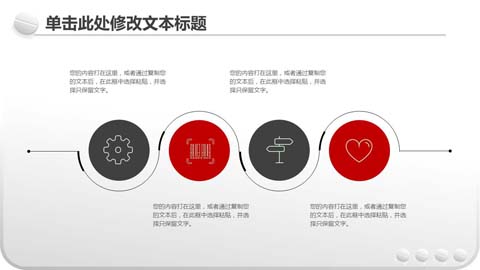 单击此处修改文本标题
您的内容打在这里，或者通过复制您
的文本后，在此框中选择粘贴，并选
择只保留文字。
您的内容打在这里，或者通过复制您
的文本后，在此框中选择粘贴，并选
择只保留文字。
您的内容打在这里，或者通过复制您
的文本后，在此框中选择粘贴，并选
择只保留文字。
您的内容打在这里，或者通过复制您
的文本后，在此框中选择粘贴，并选
择只保留文字。